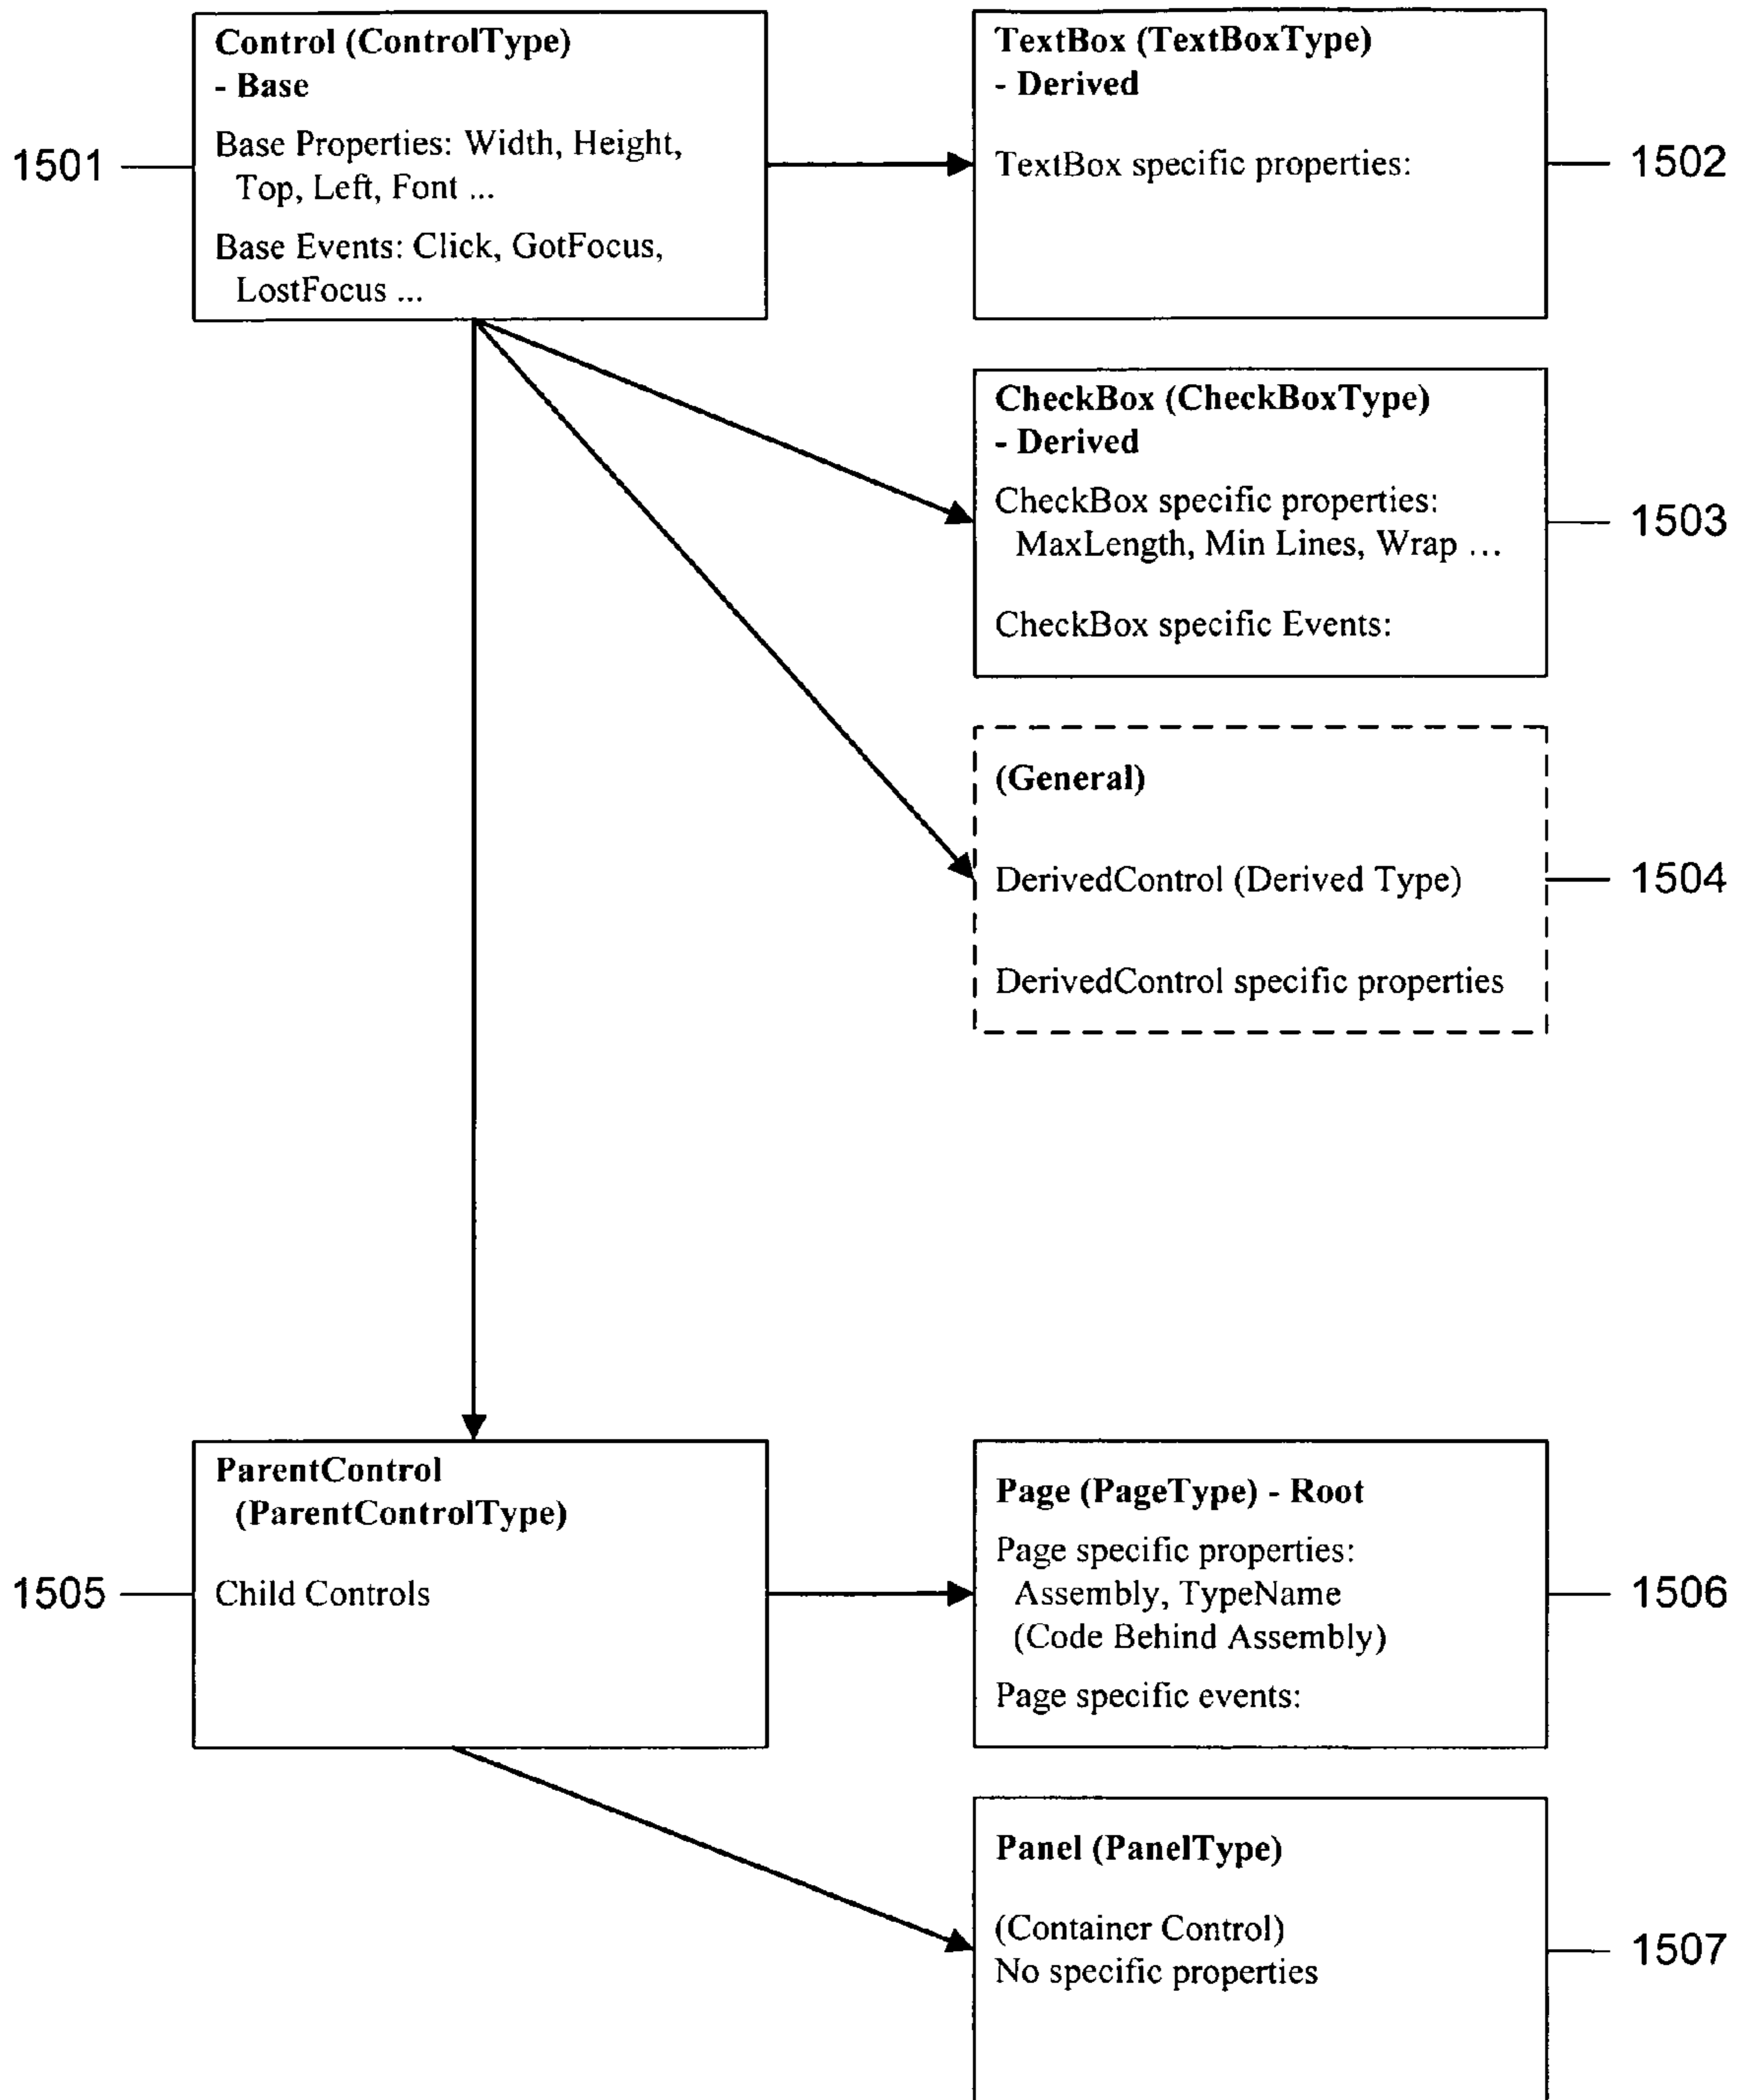 Control (ControlType)
- Base
Base Properties: Width, Height,
Top, Left, Font ...
Base Events: Click, GotFocus,
LostFocus ...
1501
TextBox (TextBoxType)
- Derived
TextBox specific properties:
1502
CheckBox (CheckBoxType)
- Derived
CheckBox specific properties:
MaxLength, Min Lines, Wrap ...
CheckBox specific Events:
1503
(General)
DerivedControl (Derived Type)
DerivedControl specific properties
1504
ParentControl
(ParentControlType)
Child Controls
1505
Page (PageType) - Root
Page specific properties:
Assembly, TypeName
(Code Behind Assembly)
Page specific events:
1506
Panel (PanelType)
(Container Control)
No specific properties
1507